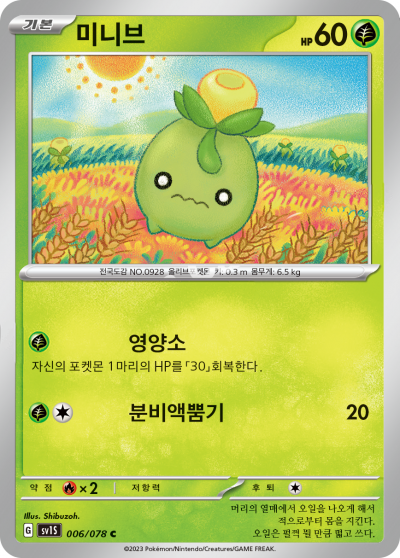 기본 미니브 HP 60
전국도감 NO.0928 올리브포켓몬 키: 0.3 m 몸무게: 6.5 kg
영양소
자신의 포켓몬 1마리의 HP를 「30」 회복한다.
분비액뿜기 20
약점 ×2 저항력 후퇴
Illus. Shibuzoh.
G sv1S 006/078 C
머리의 열매에서 오일을 나오게 해서
적으로부터 몸을 지킨다.
오일은 펄쩍 뛸 만큼 떫고 쓰다.
©2023 Pokémon/Nintendo/Creatures/GAME FREAK.